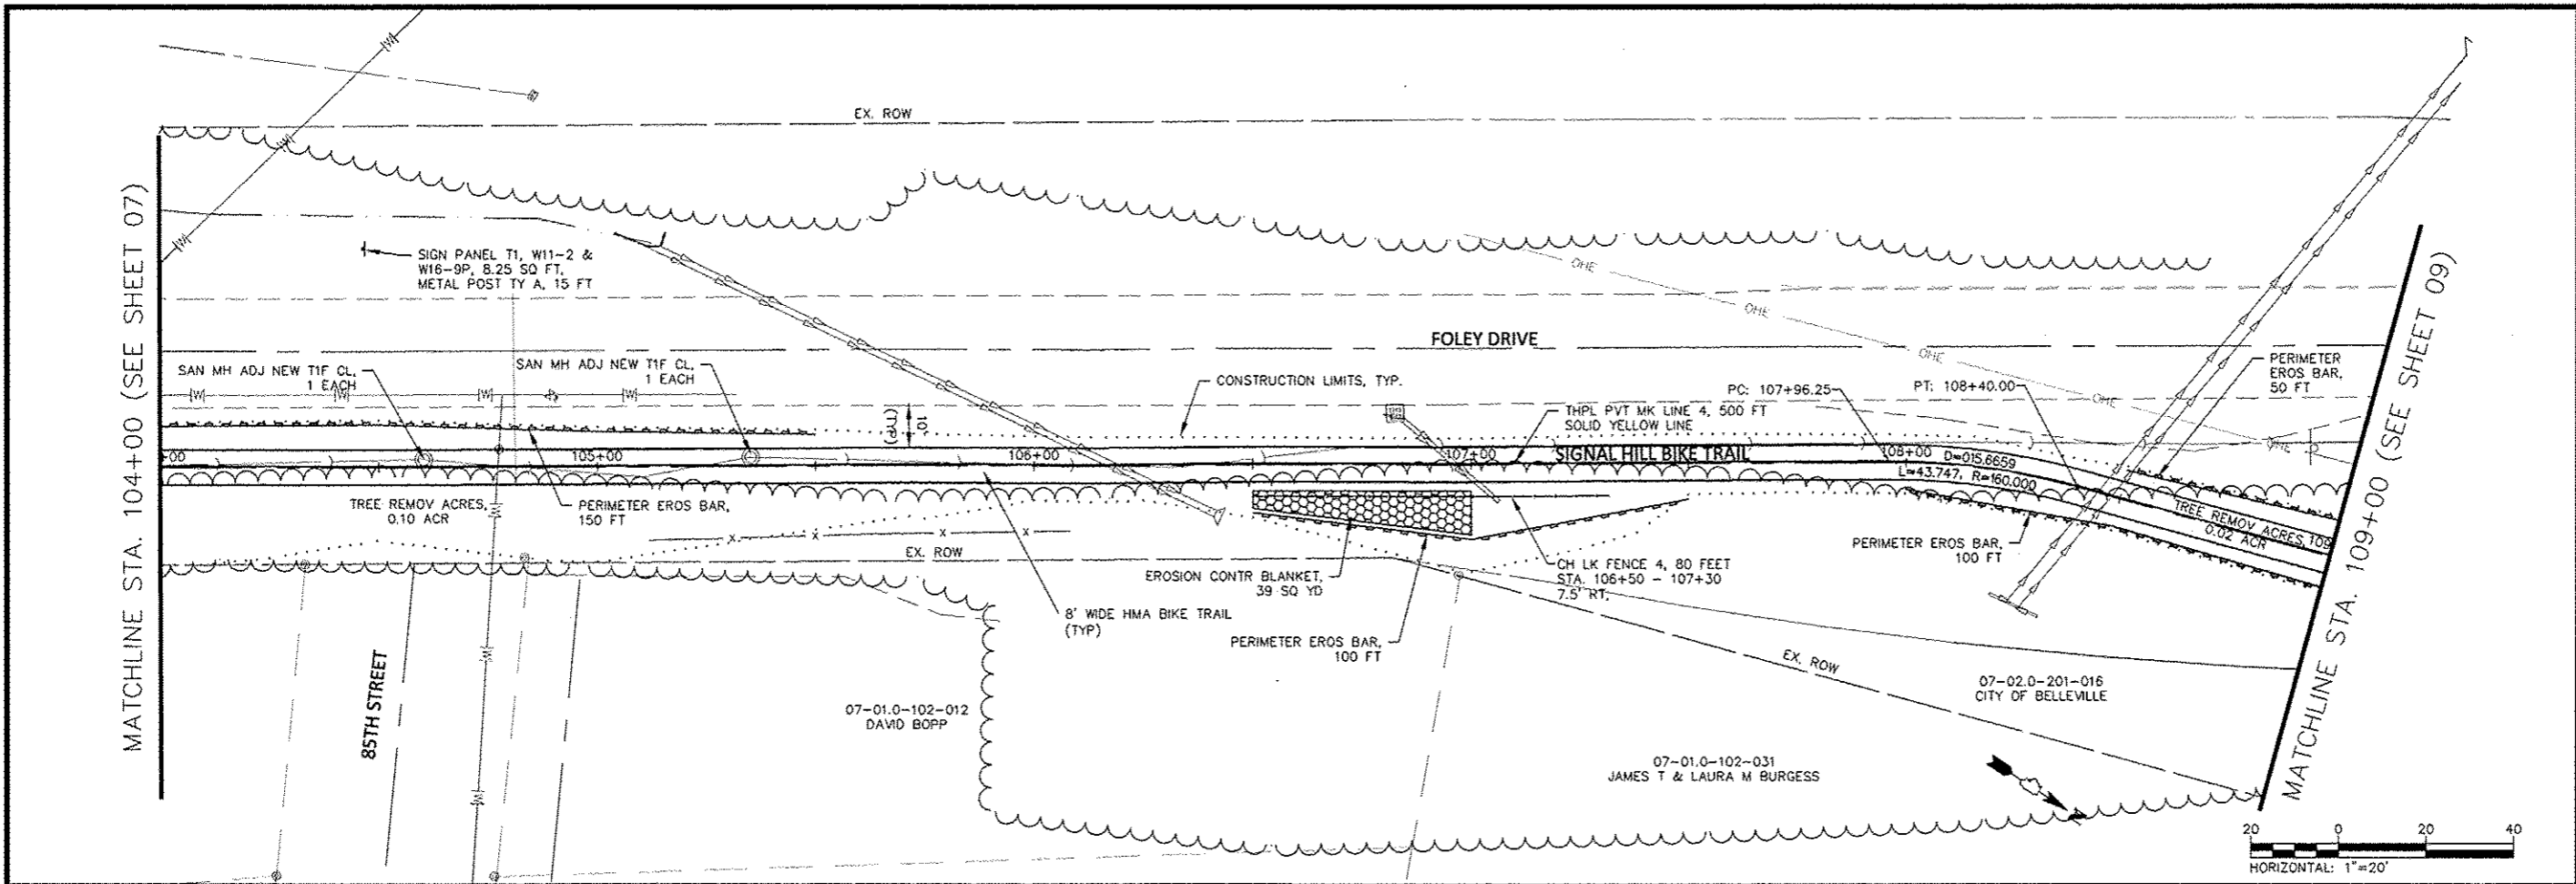 MATCHLINE STA. 104+00 (SEE SHEET 07)
EX. ROW
SIGN PANEL T1, W11-2 &
W16-9P, 8.25 SQ FT,
METAL POST TY A, 15 FT
OHE
OHE
OHE
OHE
OHE
FOLEY DRIVE
SAN MH ADJ NEW T1F CL,
1 EACH
SAN MH ADJ NEW T1F CL,
1 EACH
10'
(TYP)
CONSTRUCTION LIMITS, TYP.
THPL PVT MK LINE 4, 500 FT
SOLID YELLOW LINE
PC: 107+96.25
PT: 108+40.00
PERIMETER
EROS BAR,
50 FT
+00
105+00
106+00
107+00
SIGNAL HILL BIKE TRAIL
108+00
D=015.6659
L=43.747, R=160.000
TREE REMOV ACRES,
0.10 ACR
PERIMETER EROS BAR,
150 FT
EX. ROW
EROSION CONTR BLANKET,
39 SQ YD
8' WIDE HMA BIKE TRAIL
(TYP)
PERIMETER EROS BAR,
100 FT
CH LK FENCE 4, 80 FEET
STA. 106+50 - 107+30
7.5' RT.
PERIMETER EROS BAR,
100 FT
TREE REMOV ACRES,
0.02 ACR
109
85TH STREET
07-01.0-102-012
DAVID BOPP
EX. ROW
07-02.0-201-016
CITY OF BELLEVILLE
07-01.0-102-031
JAMES T & LAURA M BURGESS
MATCHLINE STA. 109+00 (SEE SHEET 09)
20 0 20 40
HORIZONTAL: 1"=20'